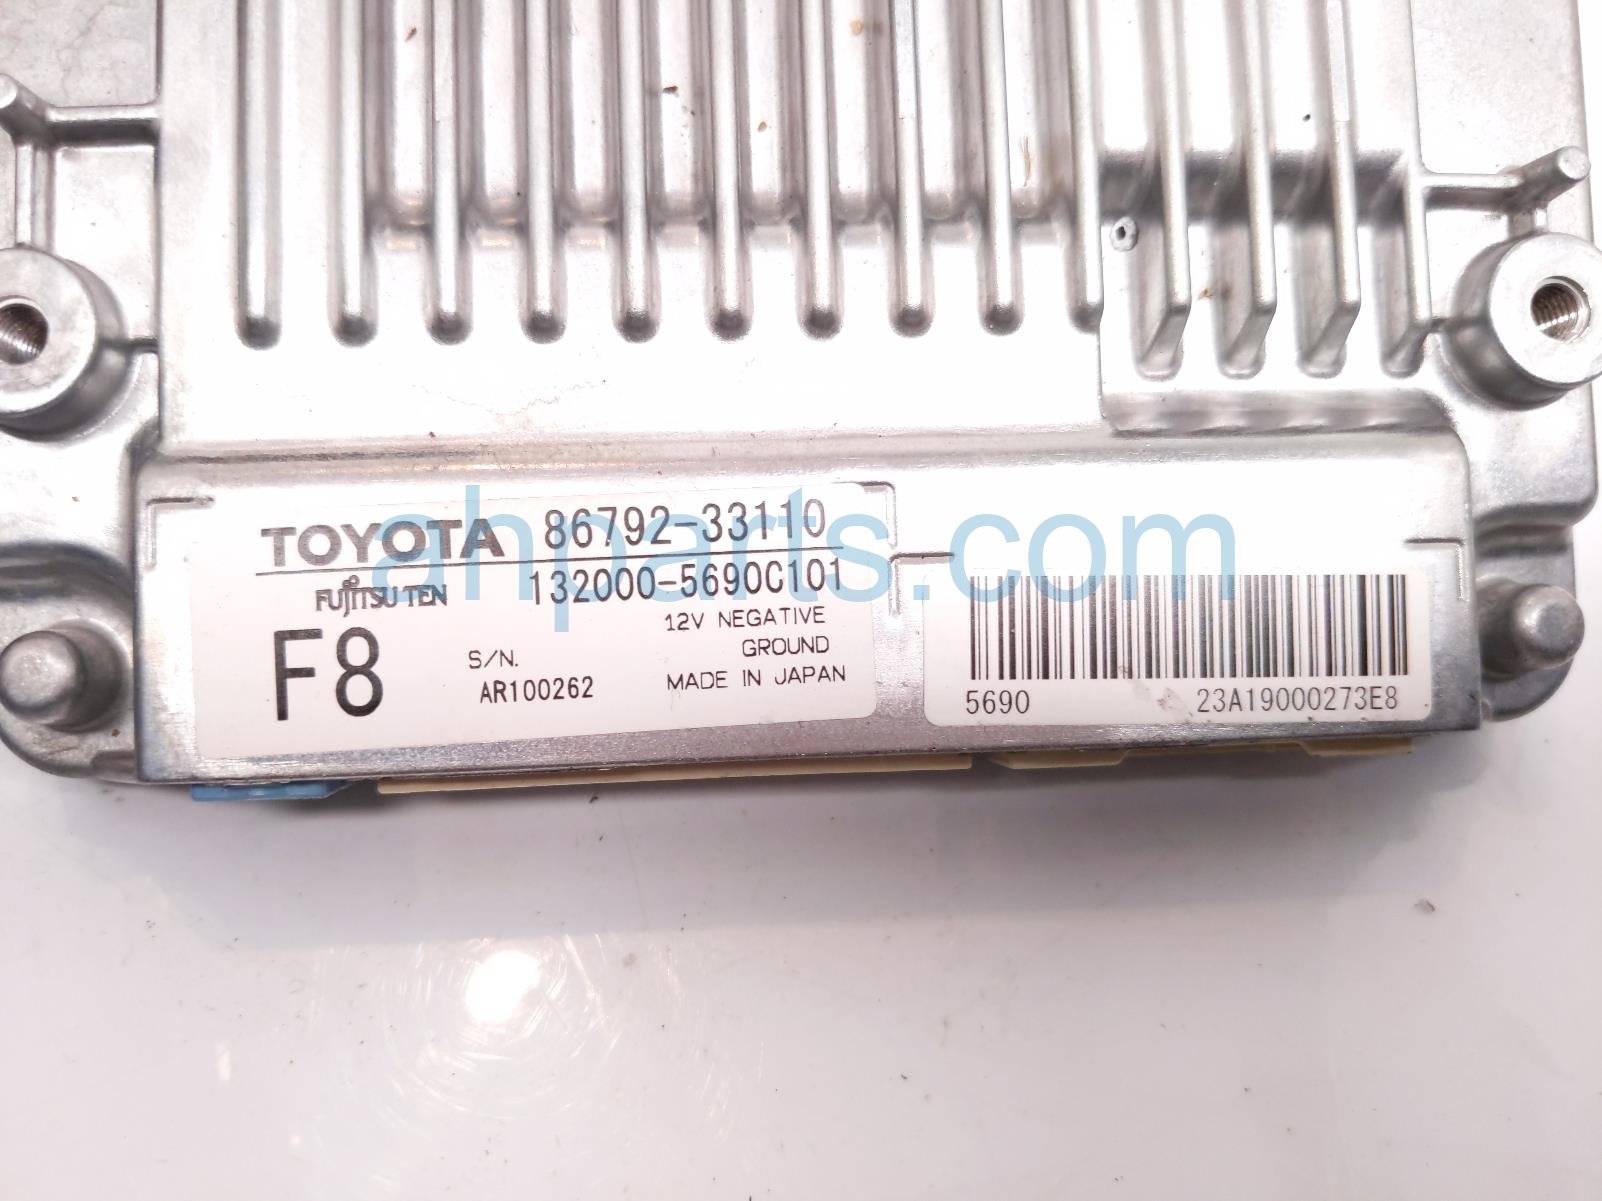 TOYOTA 86792-33110
FUJITSU TEN 132000-5690C101
12V NEGATIVE
GROUND
F8 S/N. MADE IN JAPAN
AR100262
5690 23A19000273E8
ahparts.com